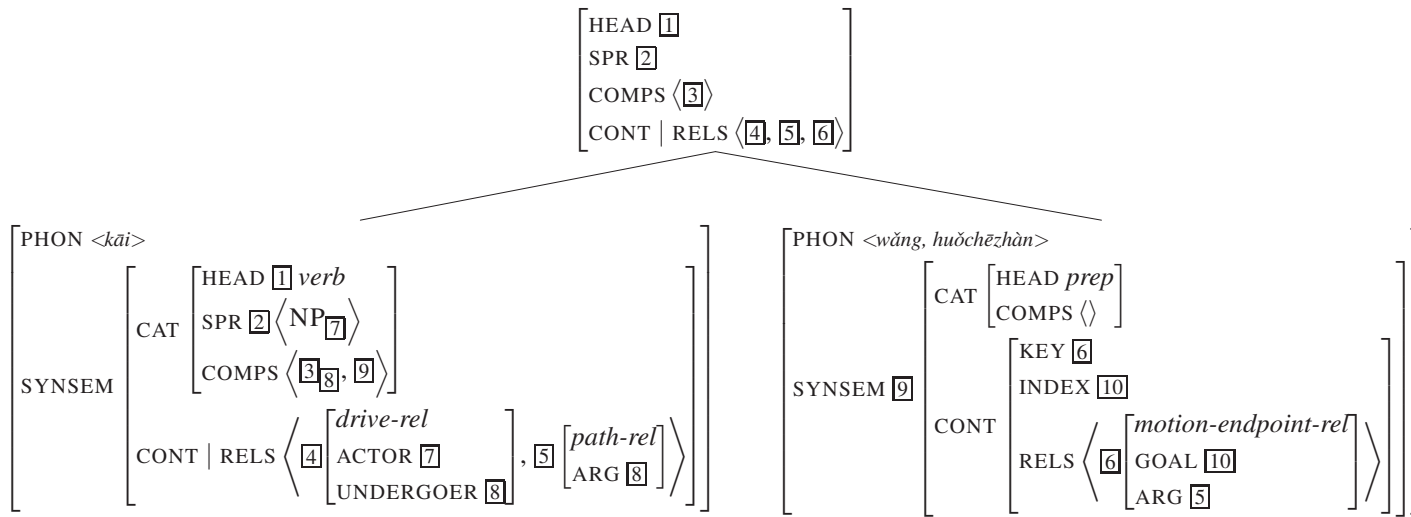 HEAD 1
SPR 2
COMPS ⟨3⟩
CONT | RELS ⟨4, 5, 6⟩
PHON <kāi>
SYNSEM
CAT
HEAD 1 verb
SPR 2 ⟨NP7⟩
COMPS ⟨3 8, 9⟩
CONT | RELS ⟨4 [drive-rel
ACTOR 7
UNDERGOER 8], 5 [path-rel
ARG 8]⟩
PHON <wǎng, huǒchēzhàn>
SYNSEM 9
CAT
HEAD prep
COMPS ⟨⟩
CONT
KEY 6
INDEX 10
RELS ⟨6 [motion-endpoint-rel
GOAL 10
ARG 5]⟩